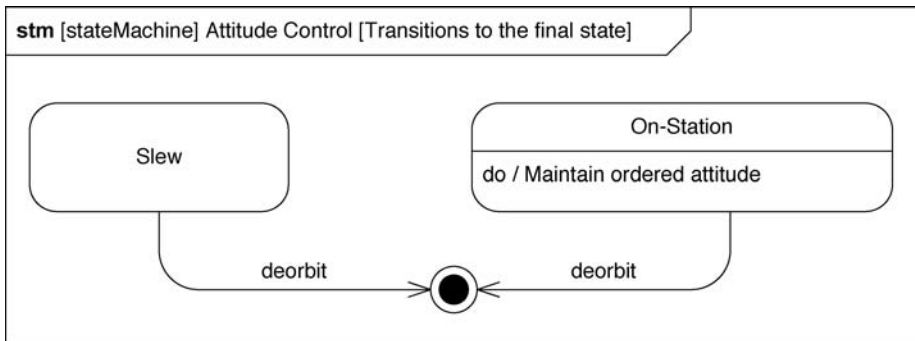 stm [stateMachine] Attitude Control [Transitions to the final state]
Slew
On-Station
do / Maintain ordered attitude
deorbit
deorbit